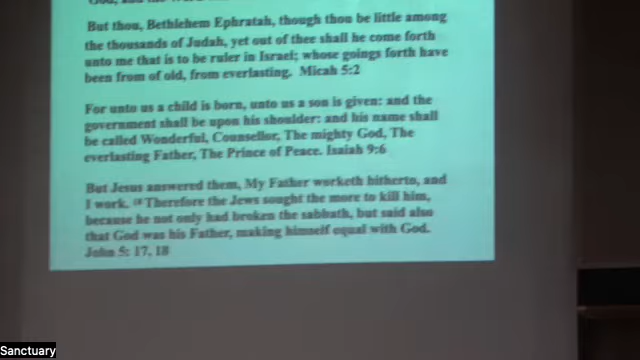 God, and the Word
But thou, Bethlehem Ephratah, though thou be little among
the thousands of Judah, yet out of thee shall he come forth
unto me that is to be ruler in Israel; whose goings forth have
been from of old, from everlasting. Micah 5:2
For unto us a child is born, unto us a son is given: and the
government shall be upon his shoulder: and his name shall
be called Wonderful, Counsellor, The mighty God, The
everlasting Father, The Prince of Peace. Isaiah 9:6
But Jesus answered them, My Father worketh hitherto, and
I work. Therefore the Jews sought the more to kill him,
because he not only had broken the sabbath, but said also
that God was his Father, making himself equal with God.
John 5: 17, 18
Sanctuary